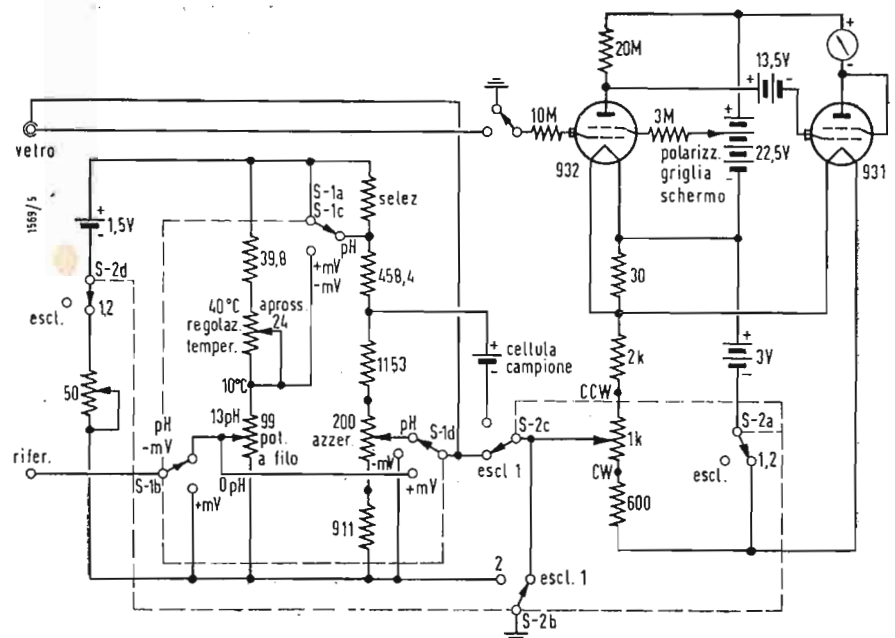 20M
+
-
13,5V
+
-
10M
3M
+
932
polarizz.
griglia
schermo
22,5V
-
931
vetro
1569/5
+
1,5V
-
S-1a
S-1c
selez
pH
+mV
-mV
39,8
458,4
30
S-2d
1,2
escl.
40°C
regolaz.
temper.
apross.
24
10°C
1153
+
cellula
campione
-
2k
+
3V
-
CCW
50
13pH
99
pot.
a filo
200
azzer.
pH
S-1d
-mV
+mV
S-2c
escl 1
1k
CW
S-2a
1,2
escl.
pH
-mV
rifer.
S-1b
+mV
0pH
911
600
2
escl. 1
S-2b